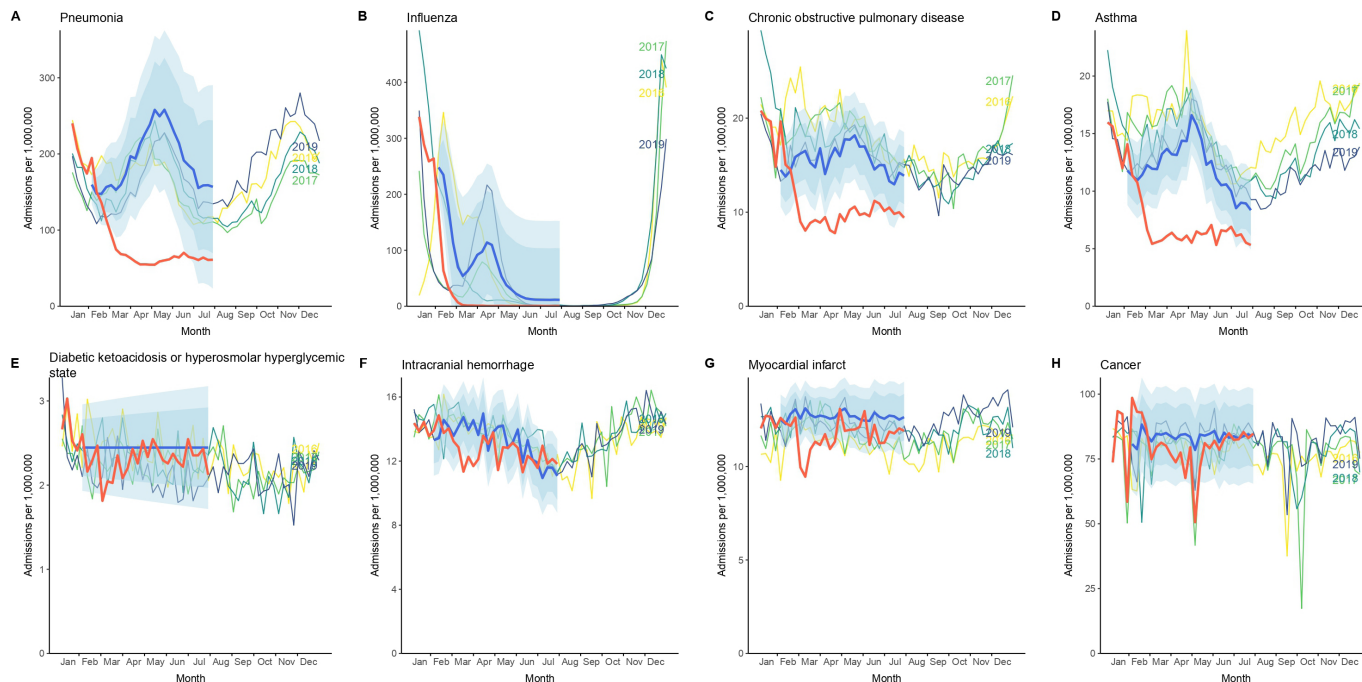 A
Pneumonia
Admissions per 1,000,000
300
200
100
0
2019
2016
2018
2017
Jan Feb Mar Apr May Jun Jul Aug Sep Oct Nov Dec
Month
B
Influenza
Admissions per 1,000,000
400
300
200
100
0
2017
2018
2016
2019
Jan Feb Mar Apr May Jun Jul Aug Sep Oct Nov Dec
Month
C
Chronic obstructive pulmonary disease
Admissions per 1,000,000
20
10
0
2017
2016
2018
2019
Jan Feb Mar Apr May Jun Jul Aug Sep Oct Nov Dec
Month
D
Asthma
Admissions per 1,000,000
20
15
10
5
0
2017
2018
2019
Jan Feb Mar Apr May Jun Jul Aug Sep Oct Nov Dec
Month
E
Diabetic ketoacidosis or hyperosmolar hyperglycemic
state
Admissions per 1,000,000
3
2
1
0
2019
Jan Feb Mar Apr May Jun Jul Aug Sep Oct Nov Dec
Month
F
Intracranial hemorrhage
Admissions per 1,000,000
16
12
8
4
0
2019
Jan Feb Mar Apr May Jun Jul Aug Sep Oct Nov Dec
Month
G
Myocardial infarct
Admissions per 1,000,000
10
5
0
2019
2017
2018
Jan Feb Mar Apr May Jun Jul Aug Sep Oct Nov Dec
Month
H
Cancer
Admissions per 1,000,000
100
75
50
25
0
2019
2018
2017
Jan Feb Mar Apr May Jun Jul Aug Sep Oct Nov Dec
Month